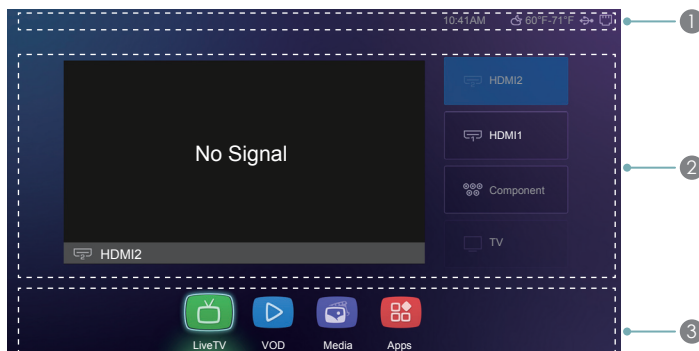 10:41AM 60°F-71°F
1
HDMI2
HDMI1
No Signal
2
Component
TV
HDMI2
3
LiveTV VOD Media Apps